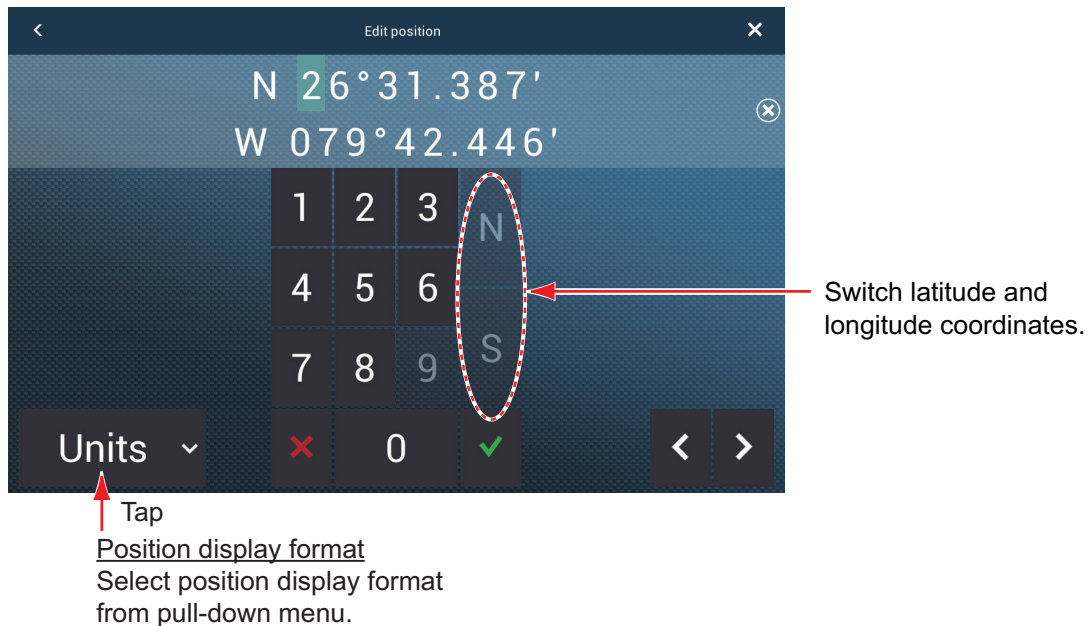 Edit position
N 26°31.387'
W 079°42.446'
1 2 3 N
4 5 6
7 8 9 S
Units 0
Switch latitude and
longitude coordinates.
Tap
Position display format
Select position display format
from pull-down menu.